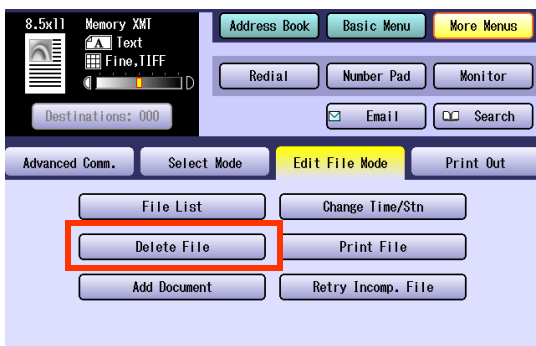 8.5x11 Memory XMT
A Text
Fine,TIFF
D
Destinations: 000
Address Book Basic Menu More Menus
Redial Number Pad Monitor
Email Search
Advanced Comm. Select Mode Edit File Mode Print Out
File List Change Time/Stn
Delete File Print File
Add Document Retry Incomp. File